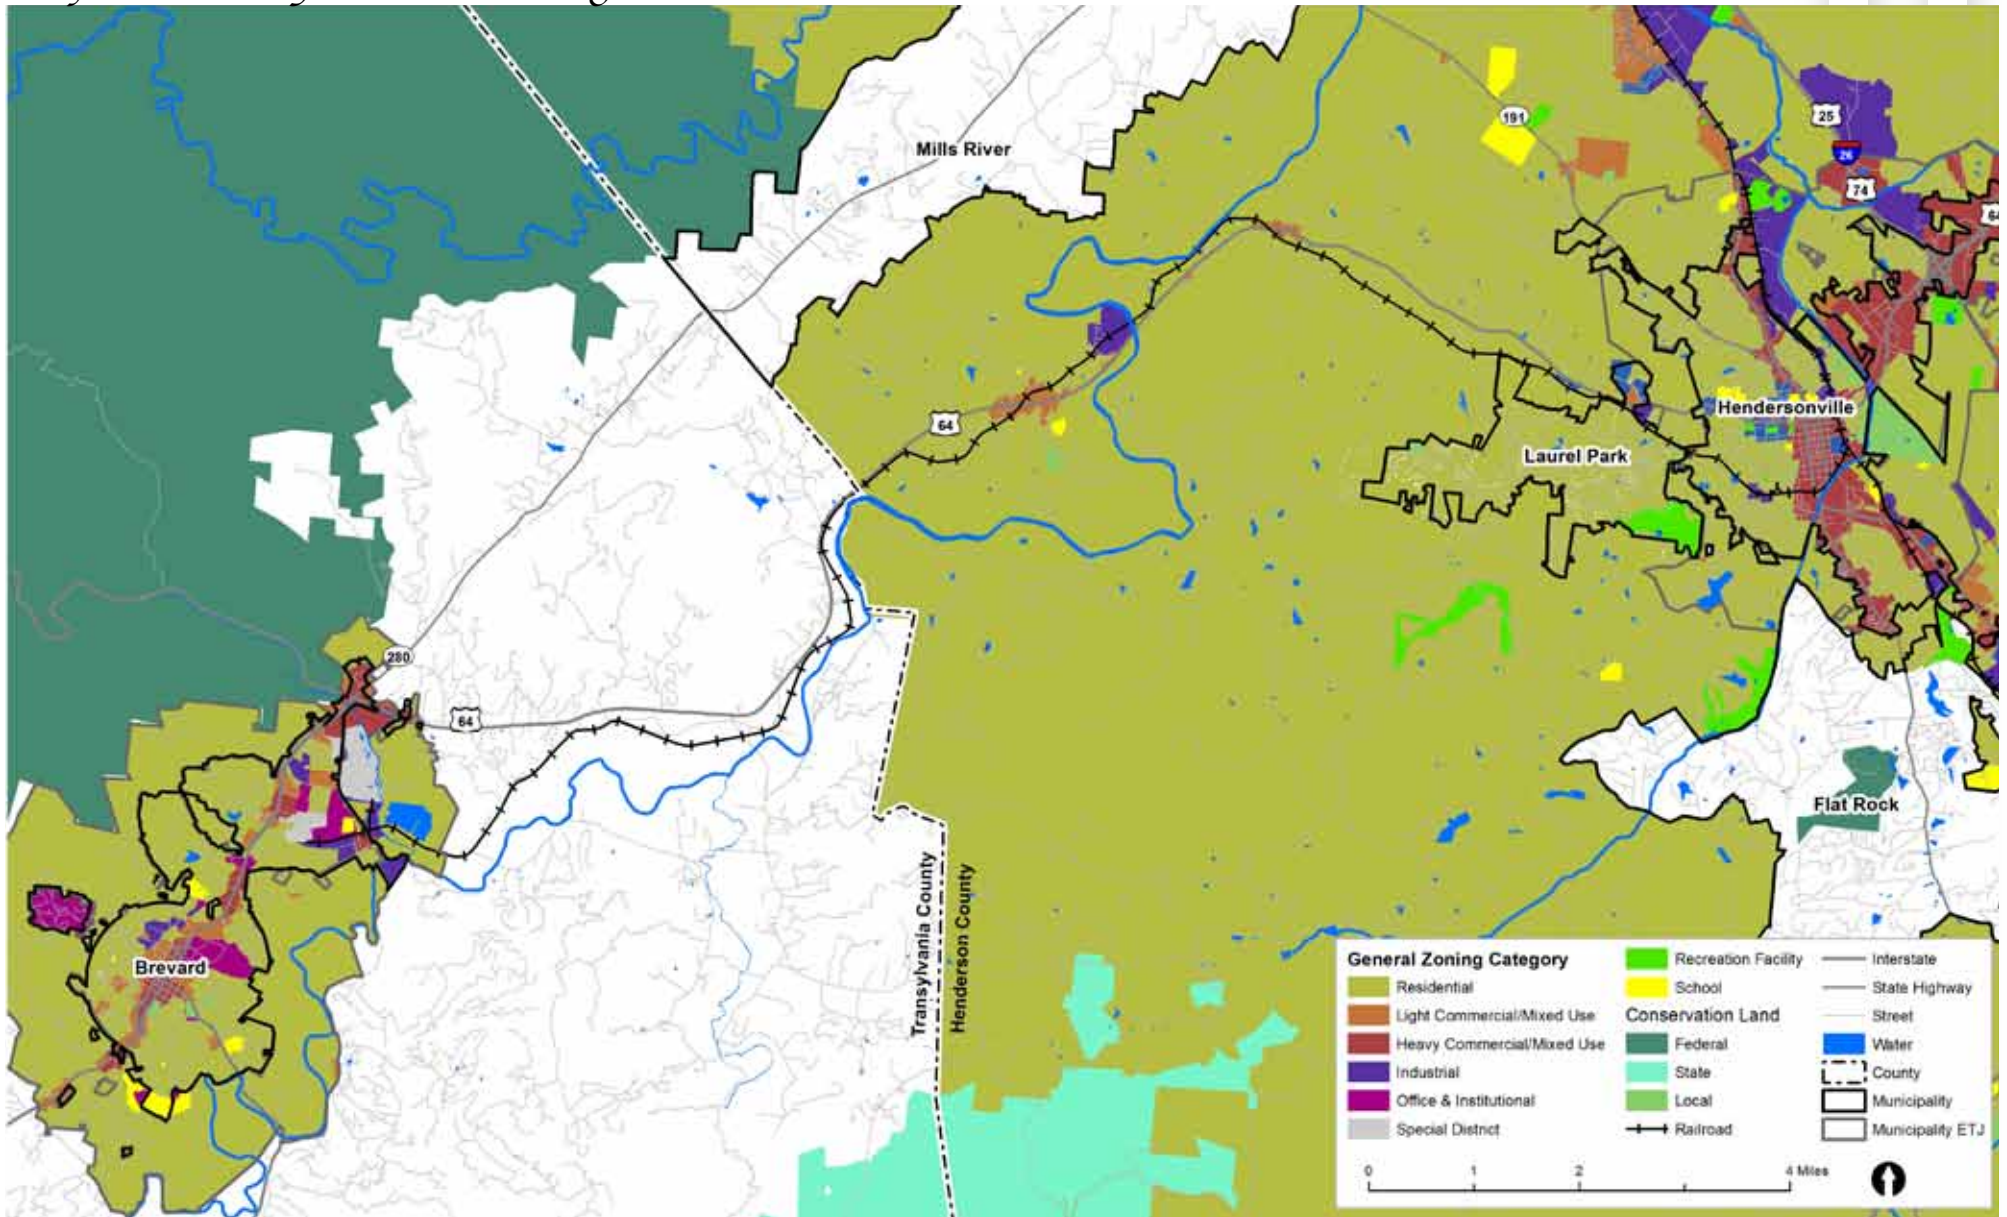 25
191
26
Mills River
74
64
Hendersonville
64
Laurel Park
280
64
Flat Rock
Transylvania County
Henderson County
Brevard
General Zoning Category
Residential
Light Commercial/Mixed Use
Heavy Commercial/Mixed Use
Industrial
Office & Institutional
Special District
Recreation Facility
School
Conservation Land
Federal
State
Local
Railroad
Interstate
State Highway
Street
Water
County
Municipality
Municipality ETJ
0 1 2 4 Miles